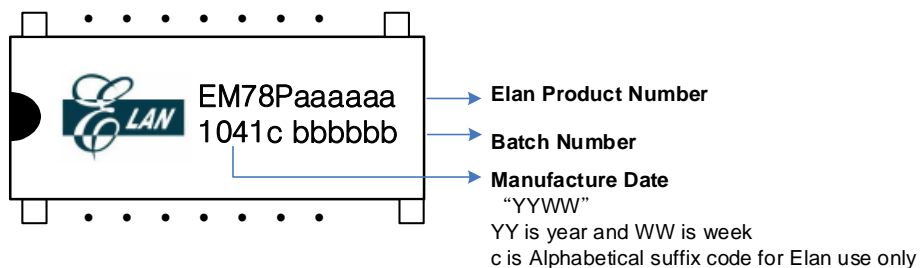 ELAN
EM78Paaaaaa
1041c bbbbbb
Elan Product Number
Batch Number
Manufacture Date
“YYWW”
YY is year and WW is week
c is Alphabetical suffix code for Elan use only